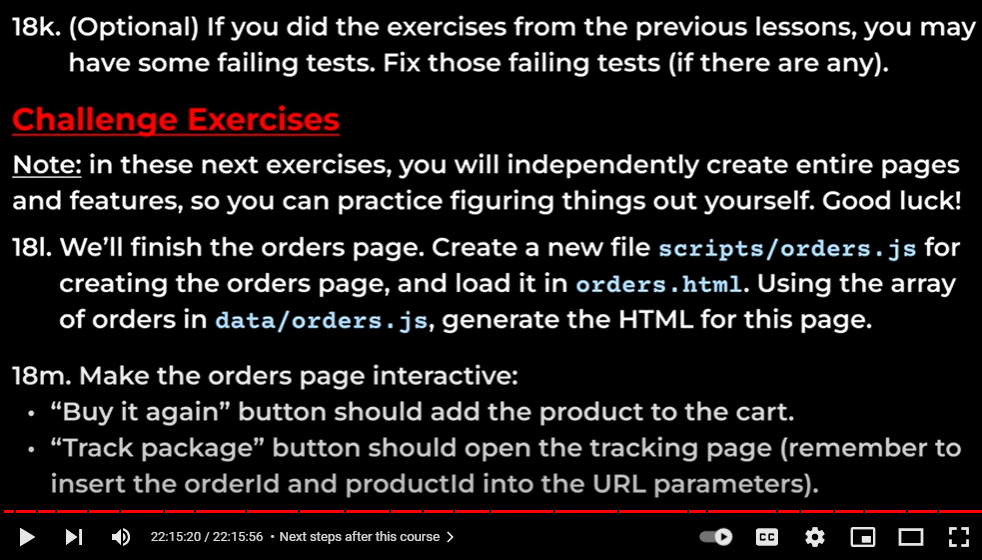 18k. (Optional) If you did the exercises from the previous lessons, you may
have some failing tests. Fix those failing tests (if there are any).
Challenge Exercises
Note: in these next exercises, you will independently create entire pages
and features, so you can practice figuring things out yourself. Good luck!
18l. We’ll finish the orders page. Create a new file scripts/orders.js for
creating the orders page, and load it in orders.html. Using the array
of orders in data/orders.js, generate the HTML for this page.
18m. Make the orders page interactive:
• “Buy it again” button should add the product to the cart.
• “Track package” button should open the tracking page (remember to
insert the orderId and productId into the URL parameters).
22:15:20 / 22:15:56 • Next steps after this course
CC